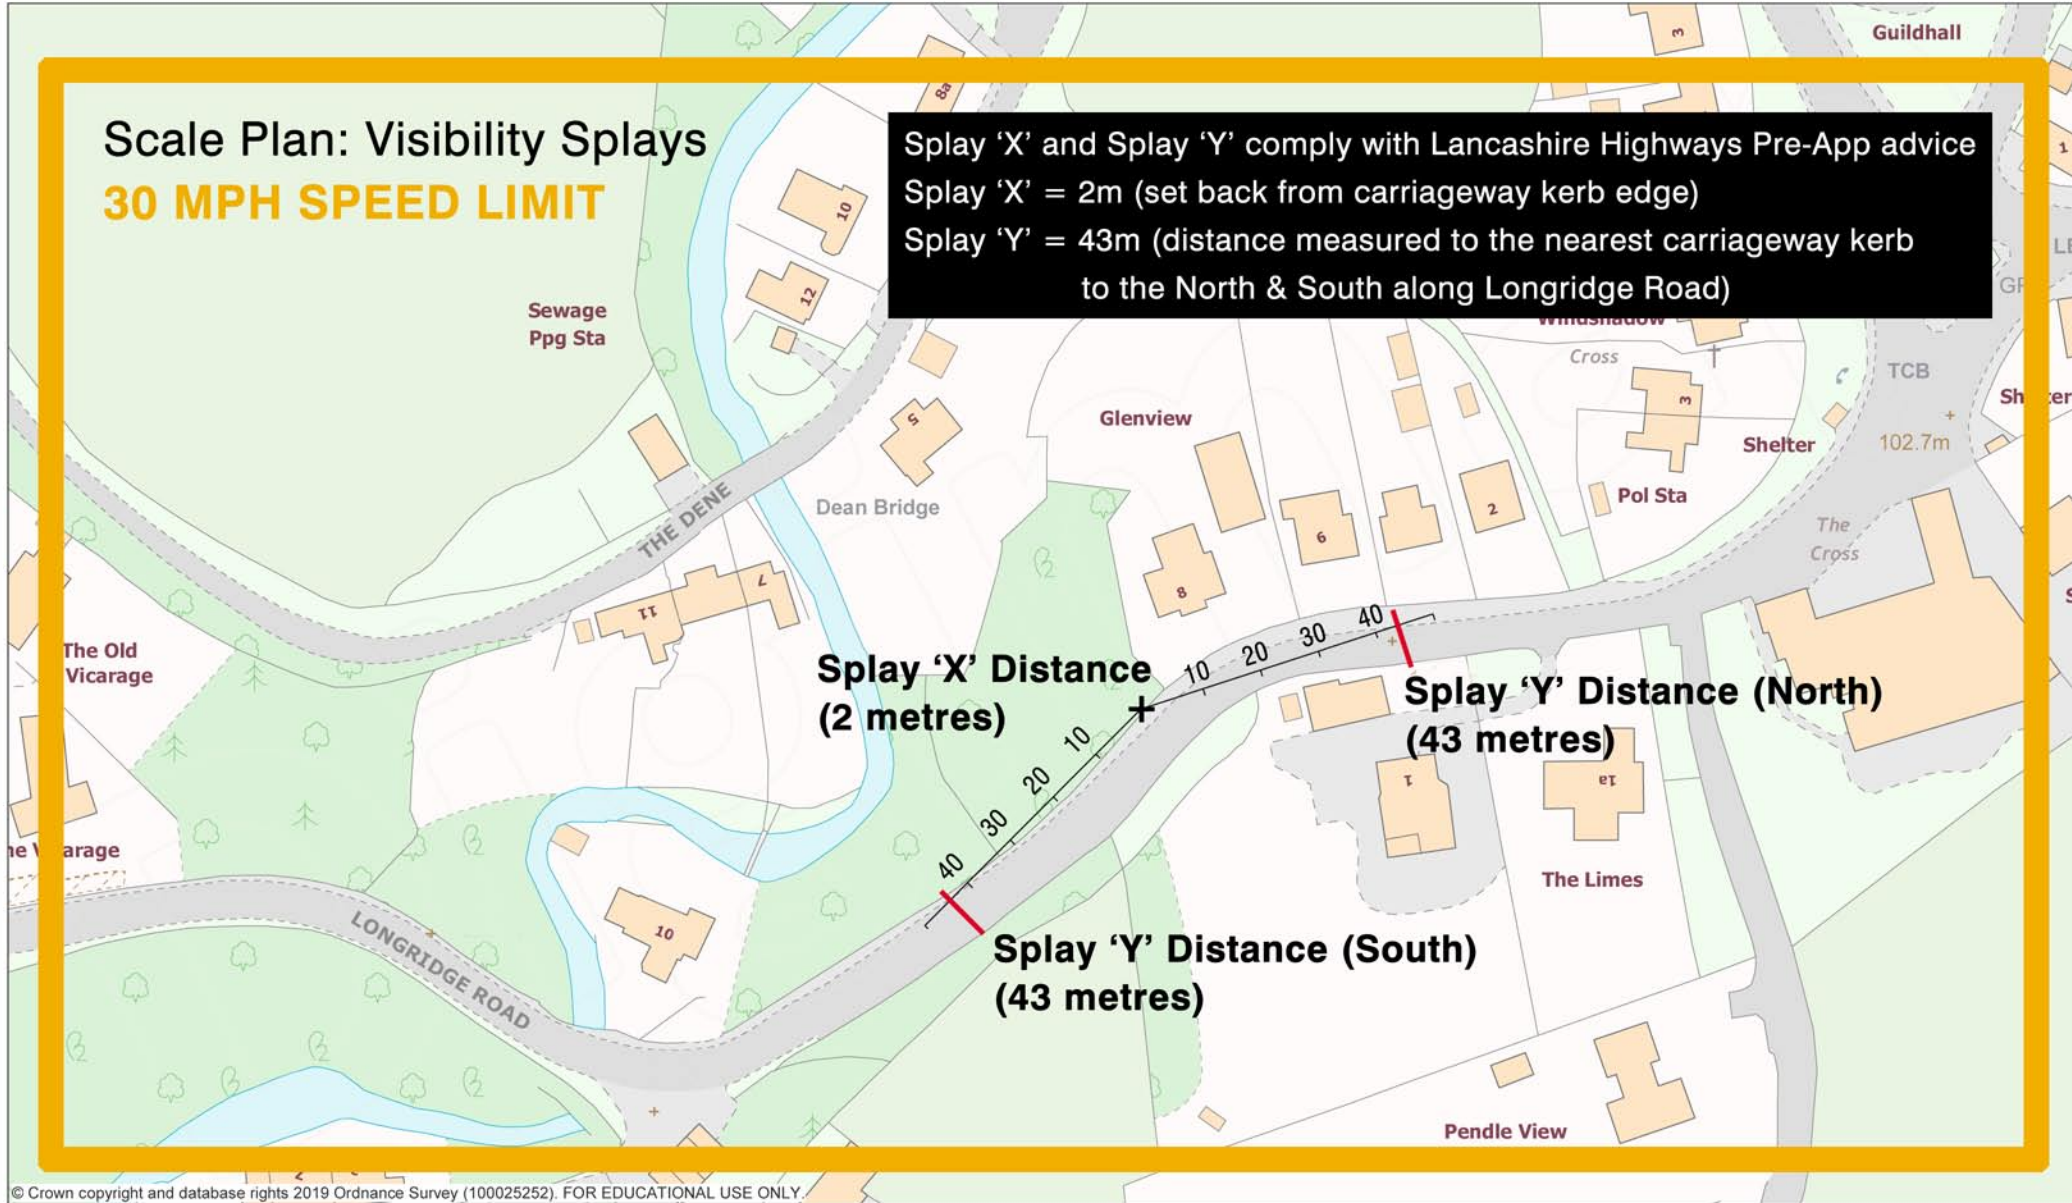 Guildhall
3
8a
Scale Plan: Visibility Splays
30 MPH SPEED LIMIT
Splay ‘X’ and Splay ‘Y’ comply with Lancashire Highways Pre-App advice
Splay ‘X’ = 2m (set back from carriageway kerb edge)
Splay ‘Y’ = 43m (distance measured to the nearest carriageway kerb
to the North & South along Longridge Road)
1
10
12
Sewage
Ppg Sta
Windshadow
Cross
TCB
3
Glenview
5
Shelter
Shelter
102.7m
Pol Sta
2
6
8
The
Cross
Dean Bridge
THE DENE
7
11
The Old
Vicarage
Splay ‘X’ Distance
(2 metres)
10
20
30
40
Splay ‘Y’ Distance (North)
(43 metres)
10
20
30
40
1
1a
The Limes
LONGRIDGE ROAD
10
Splay ‘Y’ Distance (South)
(43 metres)
Pendle View
© Crown copyright and database rights 2019 Ordnance Survey (100025252). FOR EDUCATIONAL USE ONLY.